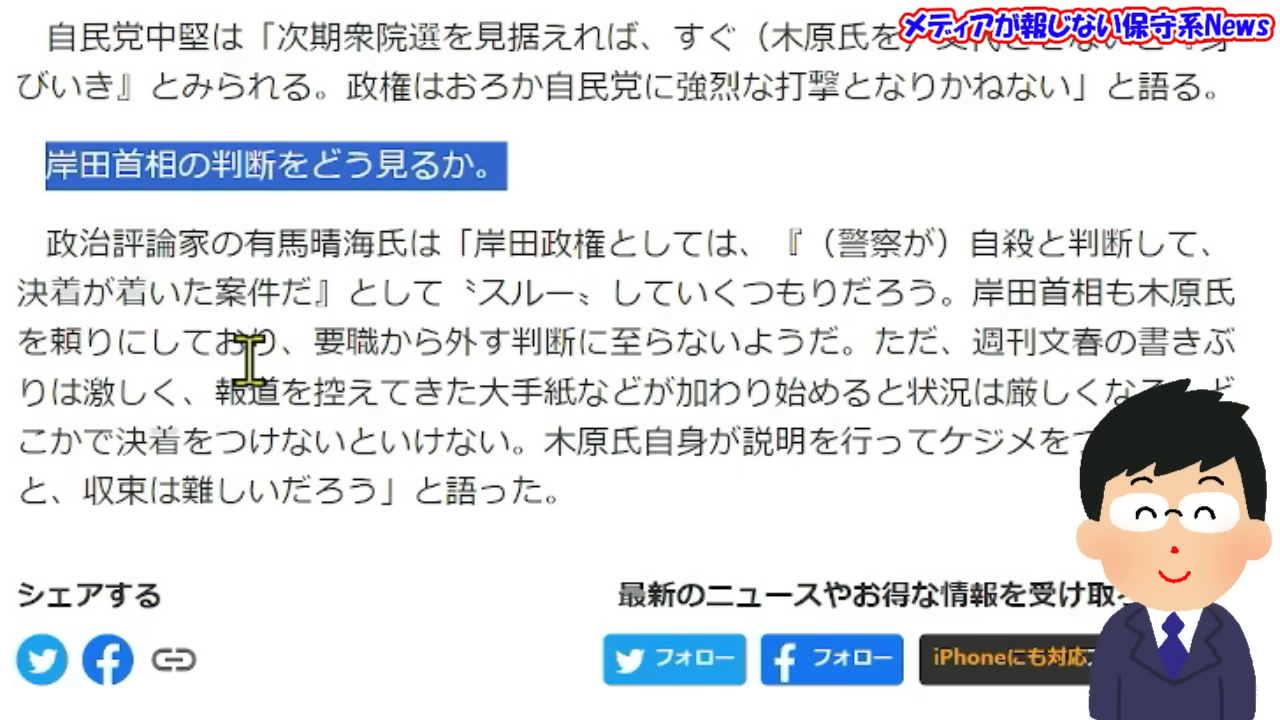 メディアが報じない保守系News
自民党中堅は「次期衆院選を見据えれば、すぐ（木原氏を）
びいき』とみられる。政権はおろか自民党に強烈な打撃となりかねない」と語る。
岸田首相の判断をどう見るか。
政治評論家の有馬晴海氏は「岸田政権としては、『（警察が）自殺と判断して、
決着が着いた案件だ』として〝スルー〟していくつもりだろう。岸田首相も木原氏
を頼りにしており、要職から外す判断に至らないようだ。ただ、週刊文春の書きぶ
りは激しく、報道を控えてきた大手紙などが加わり始めると状況は厳しくなる。ど
こかで決着をつけないといけない。木原氏自身が説明を行ってケジメを
と、収束は難しいだろう」と語った。
シェアする
最新のニュースやお得な情報を受け取
フォロー
フォロー
iPhoneにも対応